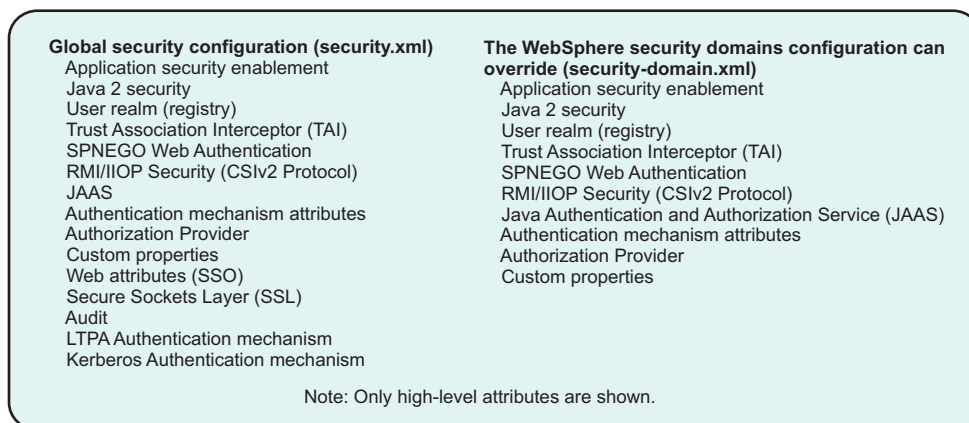 Global security configuration (security.xml)
Application security enablement
Java 2 security
User realm (registry)
Trust Association Interceptor (TAI)
SPNEGO Web Authentication
RMI/IIOP Security (CSIv2 Protocol)
JAAS
Authentication mechanism attributes
Authorization Provider
Custom properties
Web attributes (SSO)
Secure Sockets Layer (SSL)
Audit
LTPA Authentication mechanism
Kerberos Authentication mechanism
The WebSphere security domains configuration can
override (security-domain.xml)
Application security enablement
Java 2 security
User realm (registry)
Trust Association Interceptor (TAI)
SPNEGO Web Authentication
RMI/IIOP Security (CSIv2 Protocol)
Java Authentication and Authorization Service (JAAS)
Authentication mechanism attributes
Authorization Provider
Custom properties
Note: Only high-level attributes are shown.